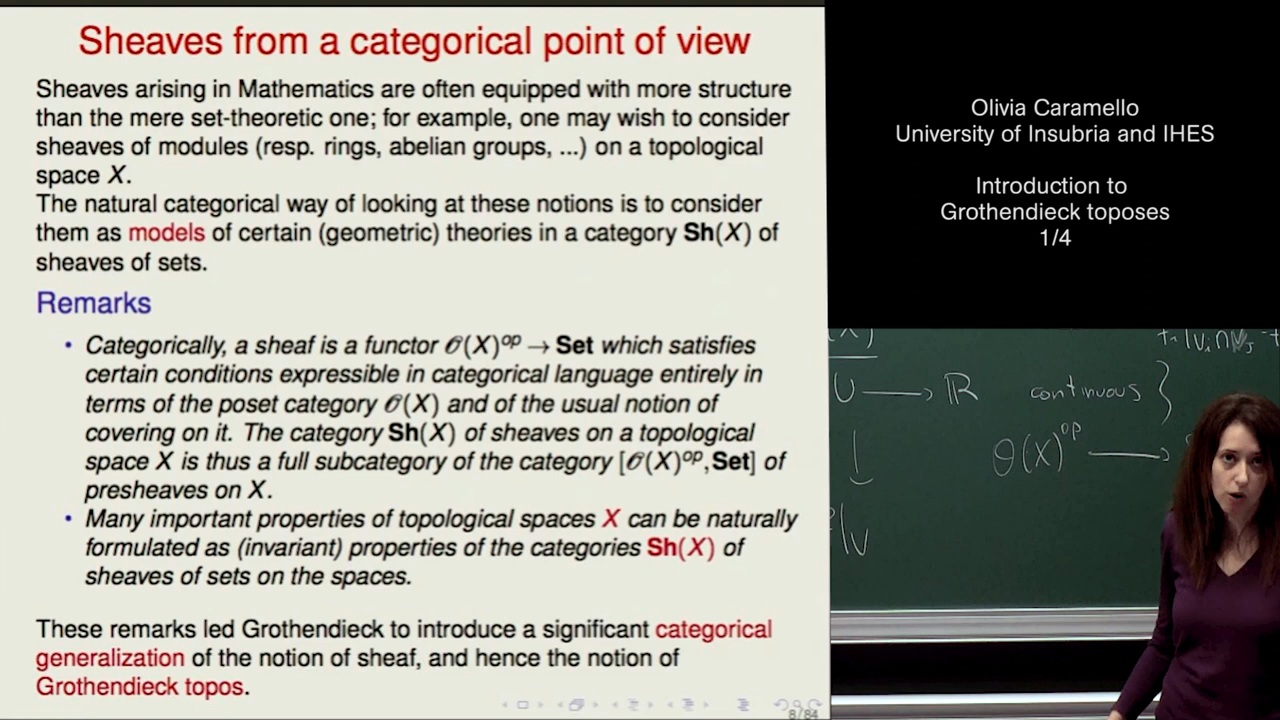 Sheaves from a categorical point of view
Sheaves arising in Mathematics are often equipped with more structure
than the mere set-theoretic one; for example, one may wish to consider
sheaves of modules (resp. rings, abelian groups, ...) on a topological
space X.
The natural categorical way of looking at these notions is to consider
them as models of certain (geometric) theories in a category Sh(X) of
sheaves of sets.
Remarks
• Categorically, a sheaf is a functor 𝒪(X)ᵒᵖ → Set which satisfies
certain conditions expressible in categorical language entirely in
terms of the poset category 𝒪(X) and of the usual notion of
covering on it. The category Sh(X) of sheaves on a topological
space X is thus a full subcategory of the category [𝒪(X)ᵒᵖ, Set] of
presheaves on X.
• Many important properties of topological spaces X can be naturally
formulated as (invariant) properties of the categories Sh(X) of
sheaves of sets on the spaces.
These remarks led Grothendieck to introduce a significant categorical
generalization of the notion of sheaf, and hence the notion of
Grothendieck topos.
8/84
Olivia Caramello
University of Insubria and IHES
Introduction to
Grothendieck toposes
1/4
U → ℝ continuous }
𝒪(X)ᵒᵖ →
|v